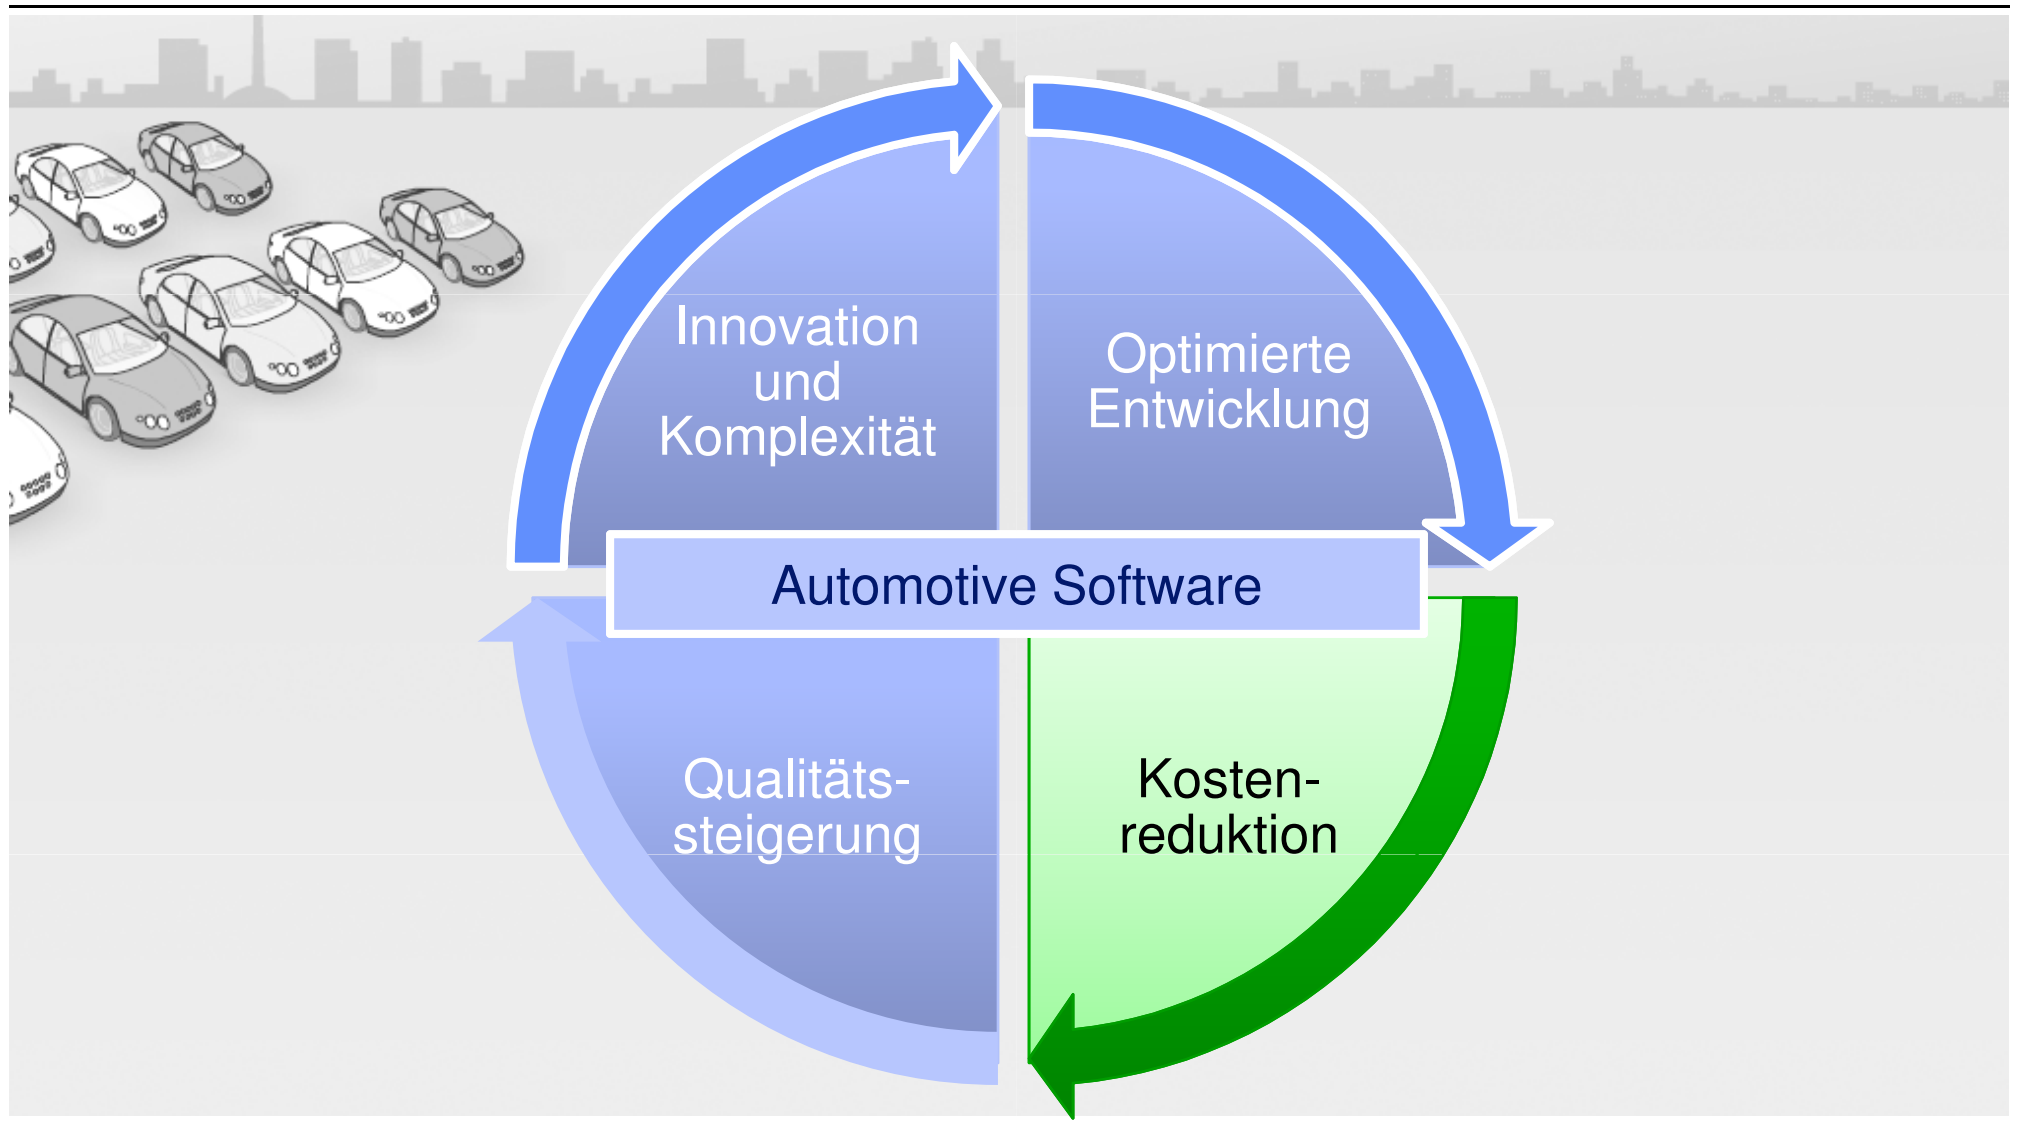 Innovation
und
Komplexität
Optimierte
Entwicklung
Automotive Software
Qualitäts-
steigerung
Kosten-
reduktion